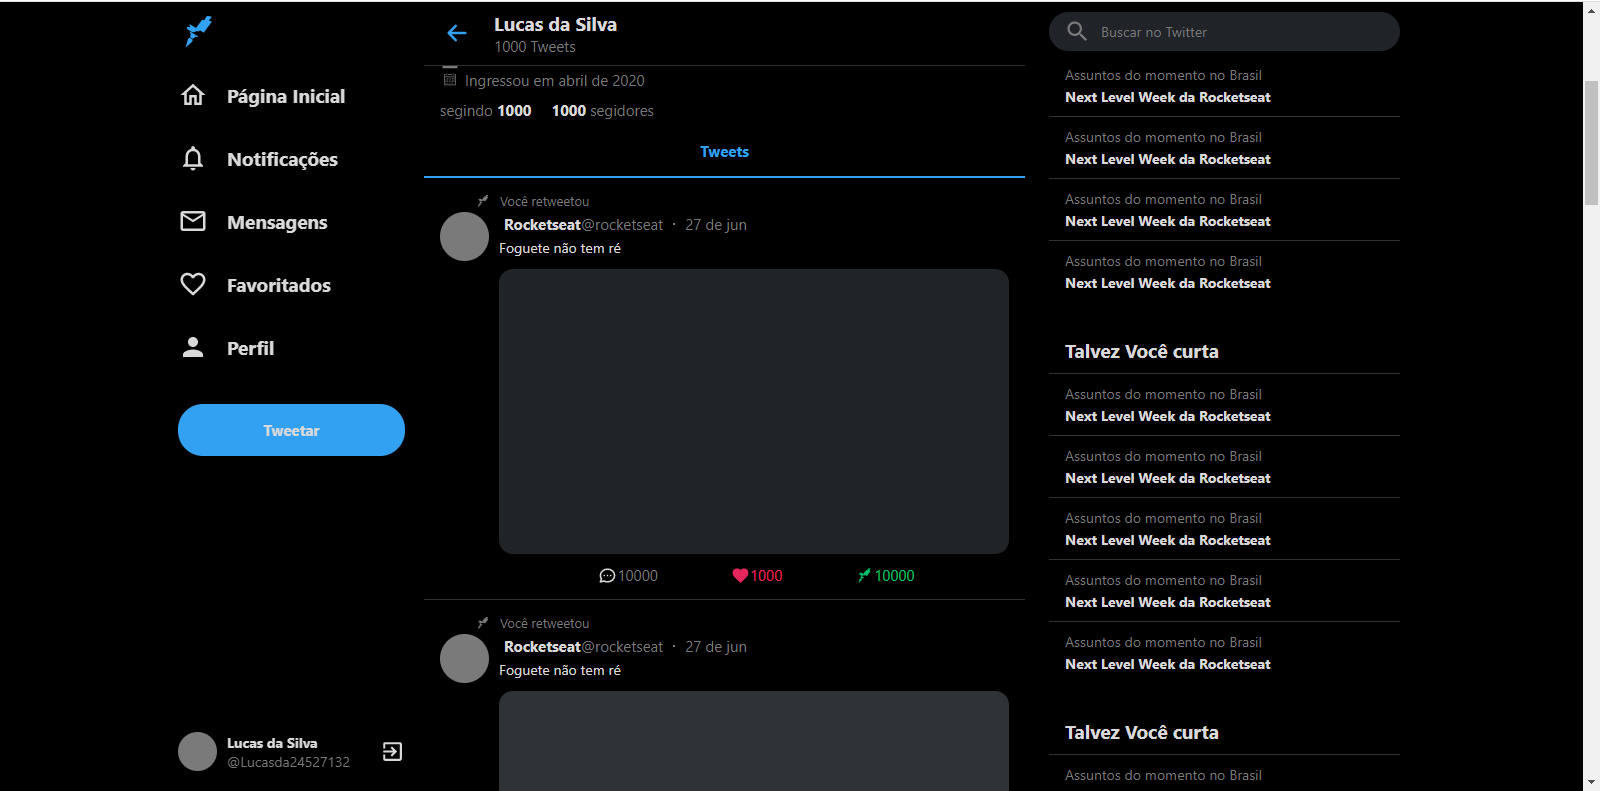 Página Inicial
Notificações
Mensagens
Favoritados
Perfil
Tweetar
Lucas da Silva
@Lucasda24527132
Lucas da Silva
1000 Tweets
Ingressou em abril de 2020
segindo 1000 1000 segidores
Tweets
Você retweetou
Rocketseat@rocketseat · 27 de jun
Foguete não tem ré
10000 1000 10000
Você retweetou
Rocketseat@rocketseat · 27 de jun
Foguete não tem ré
Buscar no Twitter
Assuntos do momento no Brasil
Next Level Week da Rocketseat
Assuntos do momento no Brasil
Next Level Week da Rocketseat
Assuntos do momento no Brasil
Next Level Week da Rocketseat
Assuntos do momento no Brasil
Next Level Week da Rocketseat
Talvez Você curta
Assuntos do momento no Brasil
Next Level Week da Rocketseat
Assuntos do momento no Brasil
Next Level Week da Rocketseat
Assuntos do momento no Brasil
Next Level Week da Rocketseat
Assuntos do momento no Brasil
Next Level Week da Rocketseat
Assuntos do momento no Brasil
Next Level Week da Rocketseat
Talvez Você curta
Assuntos do momento no Brasil